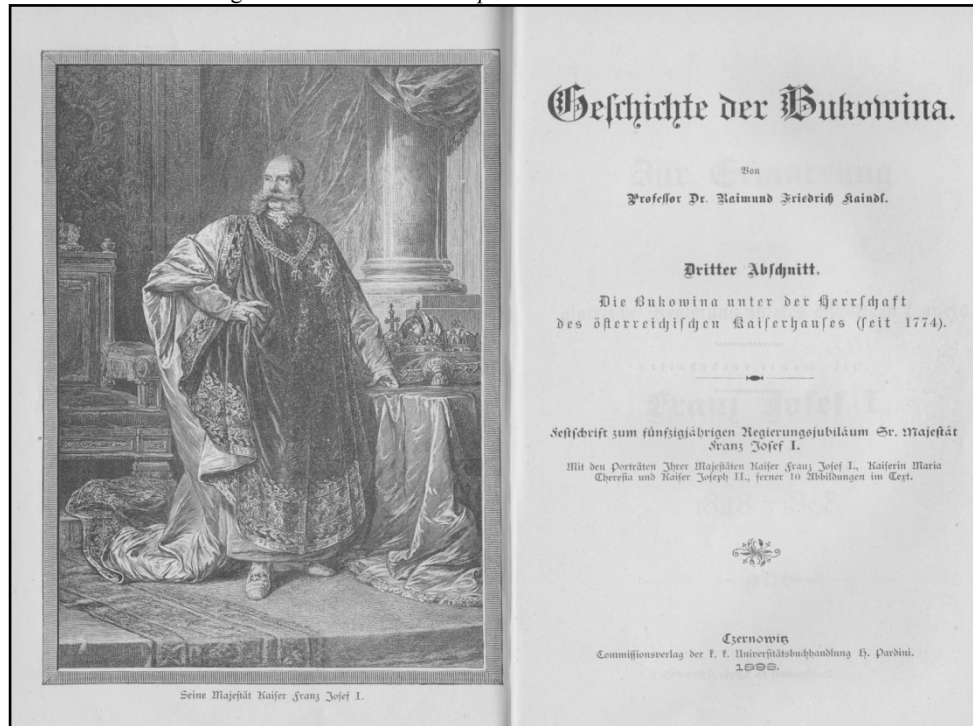 Seine Majestät Kaiser Franz Josef I.
Geschichte der Bukowina.
Von
Professor Dr. Raimund Friedrich Kaindl.
Dritter Abschnitt.
Die Bukowina unter der Herrschaft
des österreichischen Kaiserhauses (seit 1774).
Festschrift zum fünfzigjährigen Regierungsjubiläum Sr. Majestät
Franz Josef I.
Mit den Porträten Ihrer Majestäten Kaiser Franz Josef I., Kaiserin Maria
Theresia und Kaiser Joseph II., ferner 10 Abbildungen im Text.
Czernowitz
Commissionsverlag der k. k. Universitätsbuchhandlung H. Pardini.
1898.